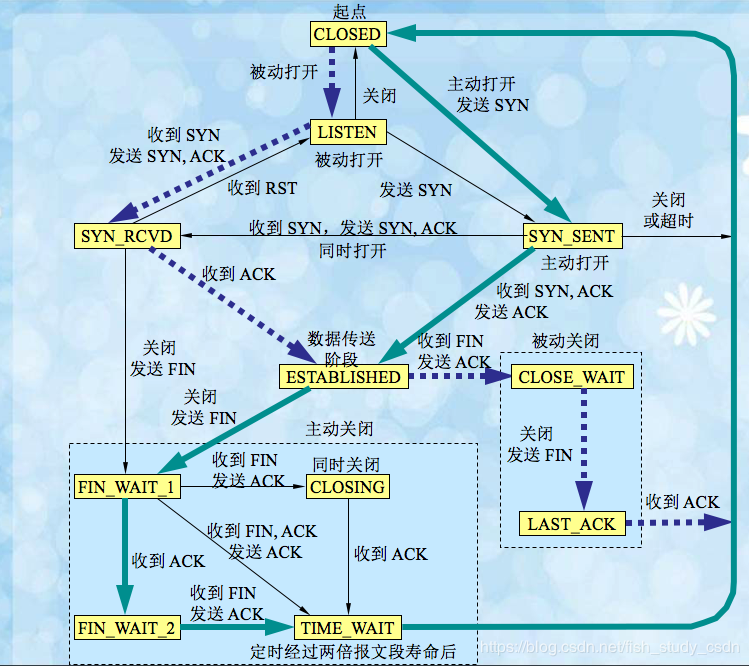 起点
CLOSED
被动打开
关闭
主动打开
发送 SYN
LISTEN
被动打开
收到 SYN
发送 SYN, ACK
收到 RST
发送 SYN
关闭
或超时
SYN_RCVD
收到 SYN，发送 SYN, ACK
同时打开
SYN_SENT
主动打开
收到 ACK
收到 SYN, ACK
发送 ACK
数据传送
阶段
收到 FIN
发送 ACK
被动关闭
关闭
发送 FIN
ESTABLISHED
CLOSE_WAIT
关闭
发送 FIN
关闭
发送 FIN
主动关闭
收到 FIN
发送 ACK
同时关闭
FIN_WAIT_1
CLOSING
LAST_ACK
收到 ACK
收到 FIN, ACK
发送 ACK
收到 ACK
收到 ACK
收到 FIN
发送 ACK
FIN_WAIT_2
TIME_WAIT
定时经过两倍报文段寿命后
https://blog.csdn.net/fish_study_csdn